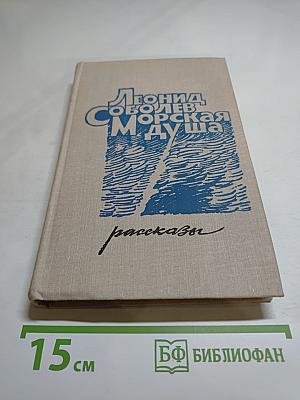 Леонид
Соболев
Морская
душа
рассказы
15 см
БФ БИБЛИОФАН